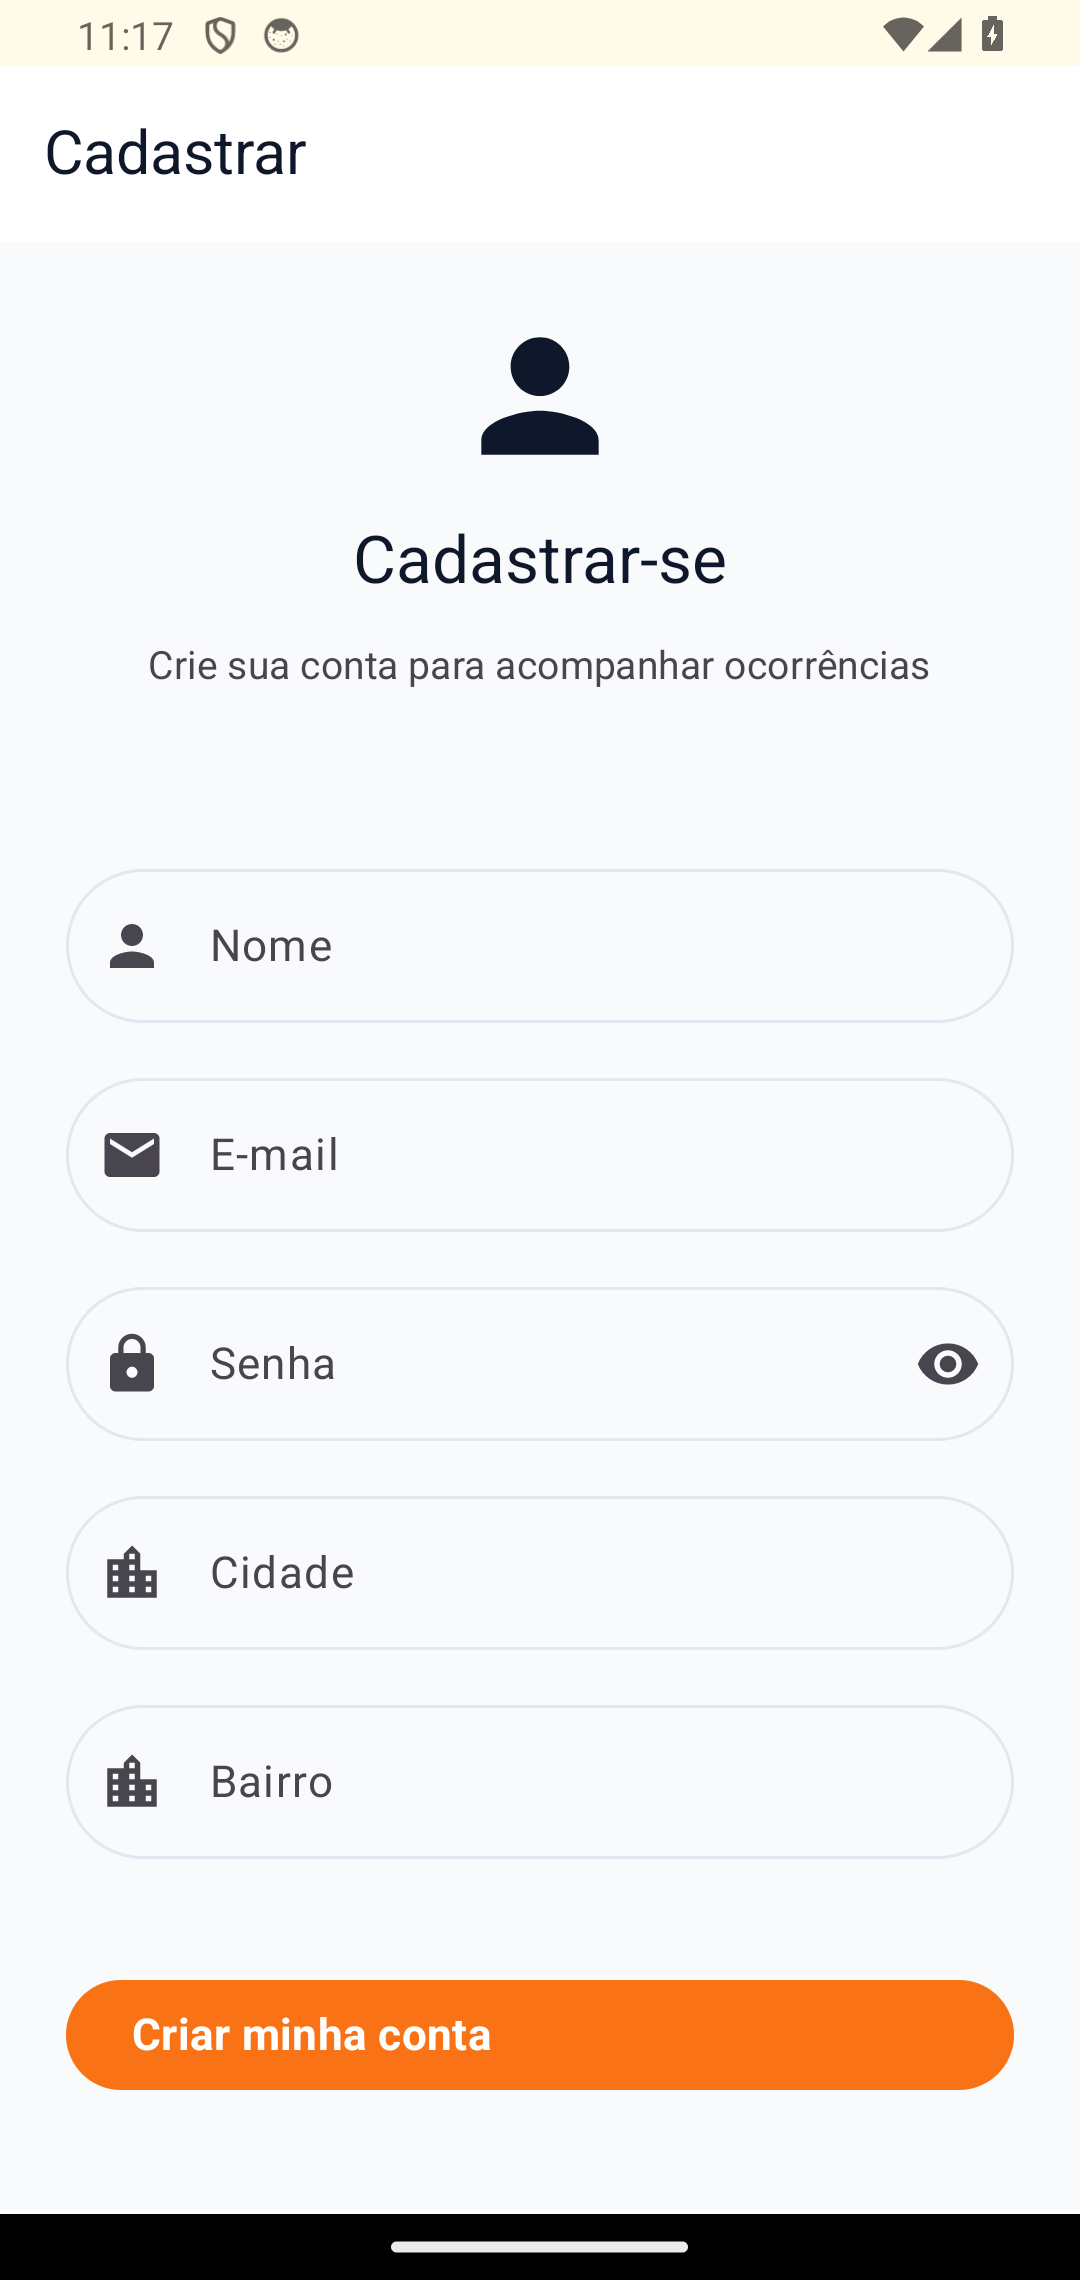 11:17
Cadastrar
Cadastrar-se
Crie sua conta para acompanhar ocorrências
Nome
E-mail
Senha
Cidade
Bairro
Criar minha conta